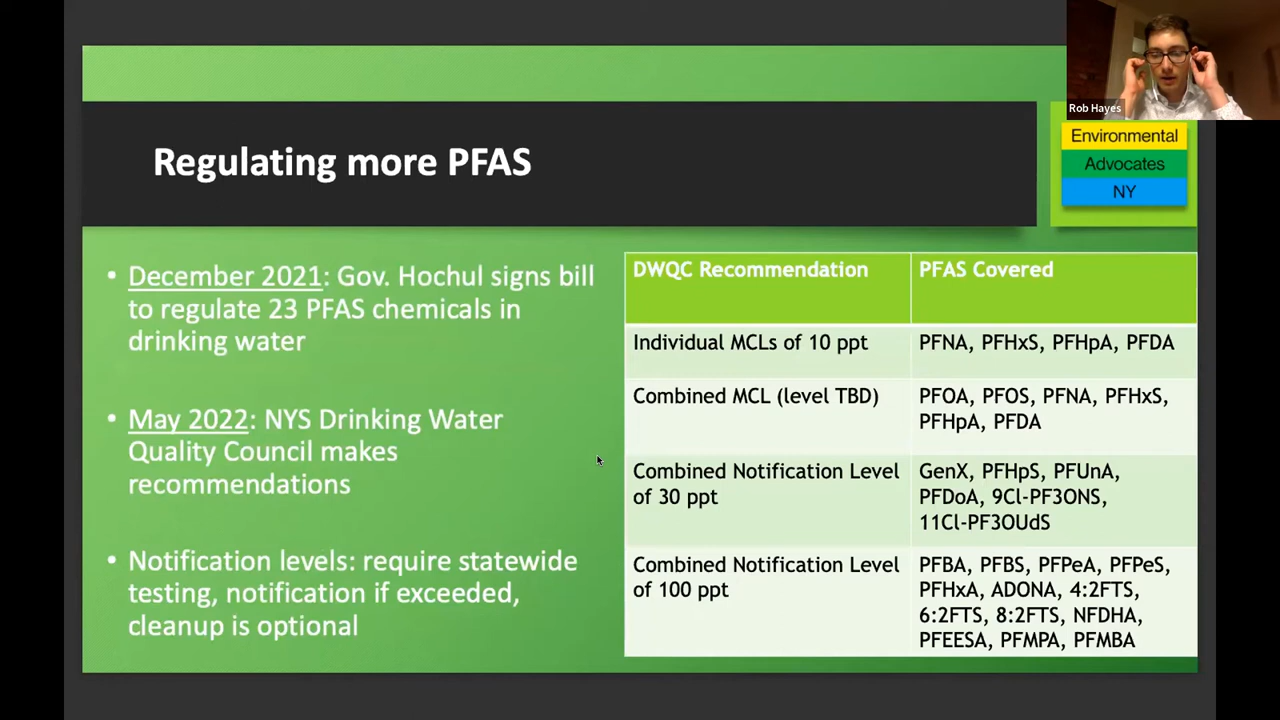 Rob Hayes
Environmental
Advocates
NY
Regulating more PFAS
• December 2021: Gov. Hochul signs bill
to regulate 23 PFAS chemicals in
drinking water
• May 2022: NYS Drinking Water
Quality Council makes
recommendations
• Notification levels: require statewide
testing, notification if exceeded,
cleanup is optional
DWQC Recommendation
PFAS Covered
Individual MCLs of 10 ppt
PFNA, PFHxS, PFHpA, PFDA
Combined MCL (level TBD)
PFOA, PFOS, PFNA, PFHxS,
PFHpA, PFDA
Combined Notification Level
of 30 ppt
GenX, PFHpS, PFUnA,
PFDoA, 9Cl-PF3ONS,
11Cl-PF3OUdS
Combined Notification Level
of 100 ppt
PFBA, PFBS, PFPeA, PFPeS,
PFHxA, ADONA, 4:2FTS,
6:2FTS, 8:2FTS, NFDHA,
PFEESA, PFMPA, PFMBA